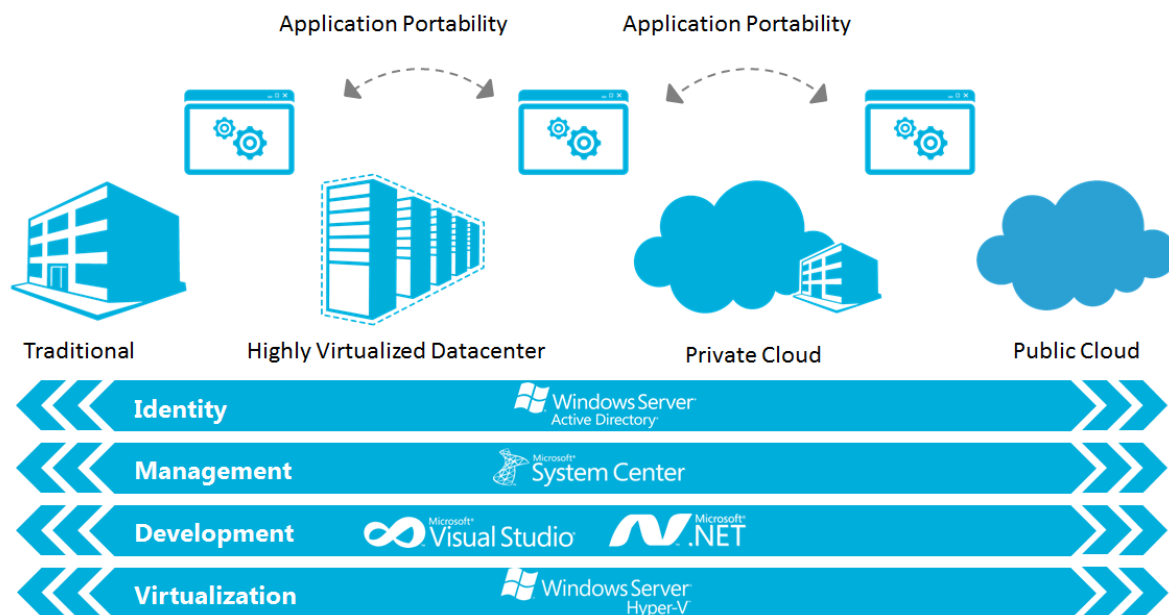 Application Portability
Application Portability
Traditional
Highly Virtualized Datacenter
Private Cloud
Public Cloud
Identity
Windows Server
Active Directory
Management
Microsoft
System Center
Development
Microsoft
Visual Studio
Microsoft
.NET
Virtualization
Windows Server
Hyper-V